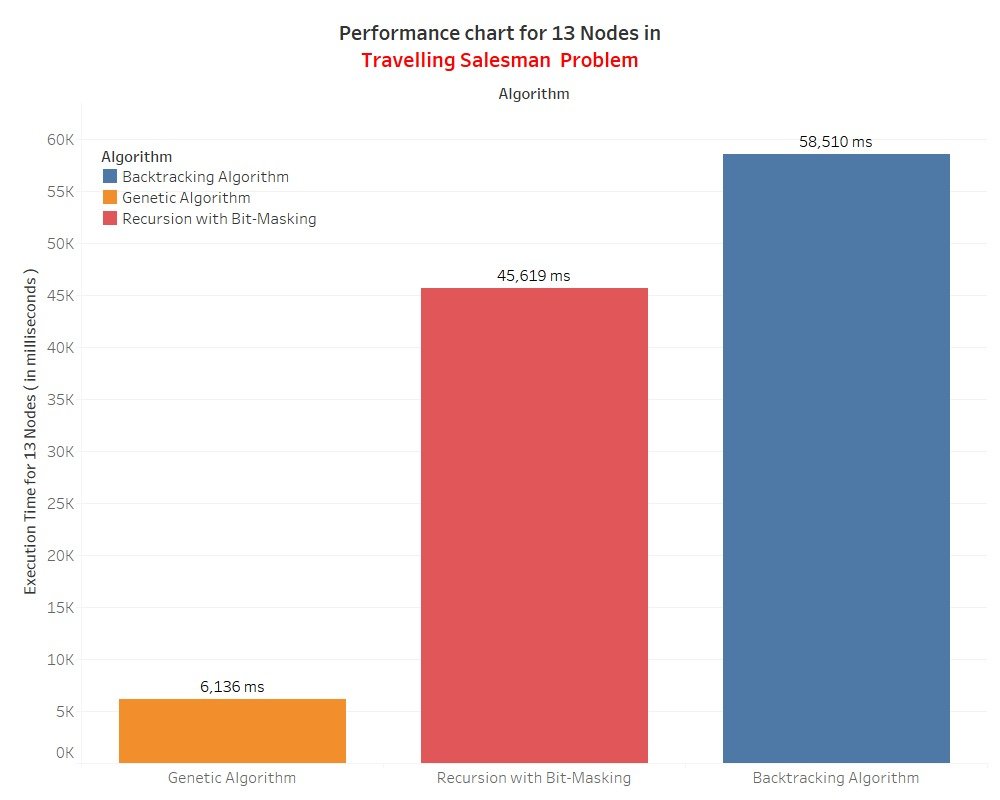 Performance chart for 13 Nodes in
Travelling Salesman  Problem
Algorithm
Execution Time for 13 Nodes ( in milliseconds )
60K
55K
50K
45K
40K
35K
30K
25K
20K
15K
10K
5K
0K
Algorithm
Backtracking Algorithm
Genetic Algorithm
Recursion with Bit-Masking
6,136 ms
45,619 ms
58,510 ms
Genetic Algorithm
Recursion with Bit-Masking
Backtracking Algorithm